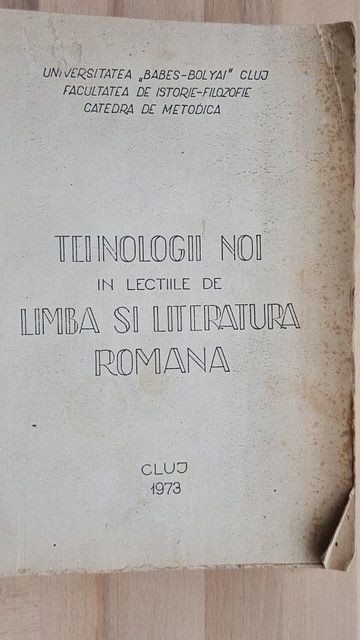 UNIVERSITATEA „BABES-BOLYAI" CLUJ
FACULTATEA DE ISTORIE-FILOZOFIE
CATEDRA DE METODICA
TEHNOLOGII NOI
IN LECTIILE DE
LIMBA SI LITERATURA
ROMANA
CLUJ
1973